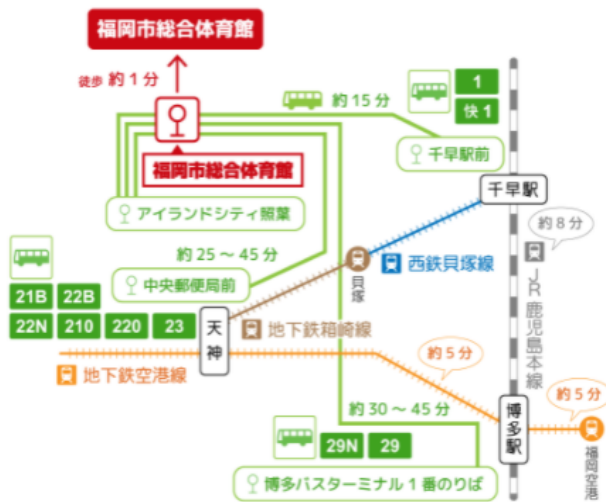 福岡市総合体育館
徒歩 約1分
福岡市総合体育館
約15分
1
快1
千早駅前
千早駅
アイランドシティ照葉
約8分
約25～45分
貝塚
西鉄貝塚線
JR鹿児島本線
中央郵便局前
21B 22B
22N 210 220 23
天神
地下鉄箱崎線
地下鉄空港線
約5分
約5分
約30～45分
博多駅
福岡空港
29N 29
博多バスターミナル1番のりば